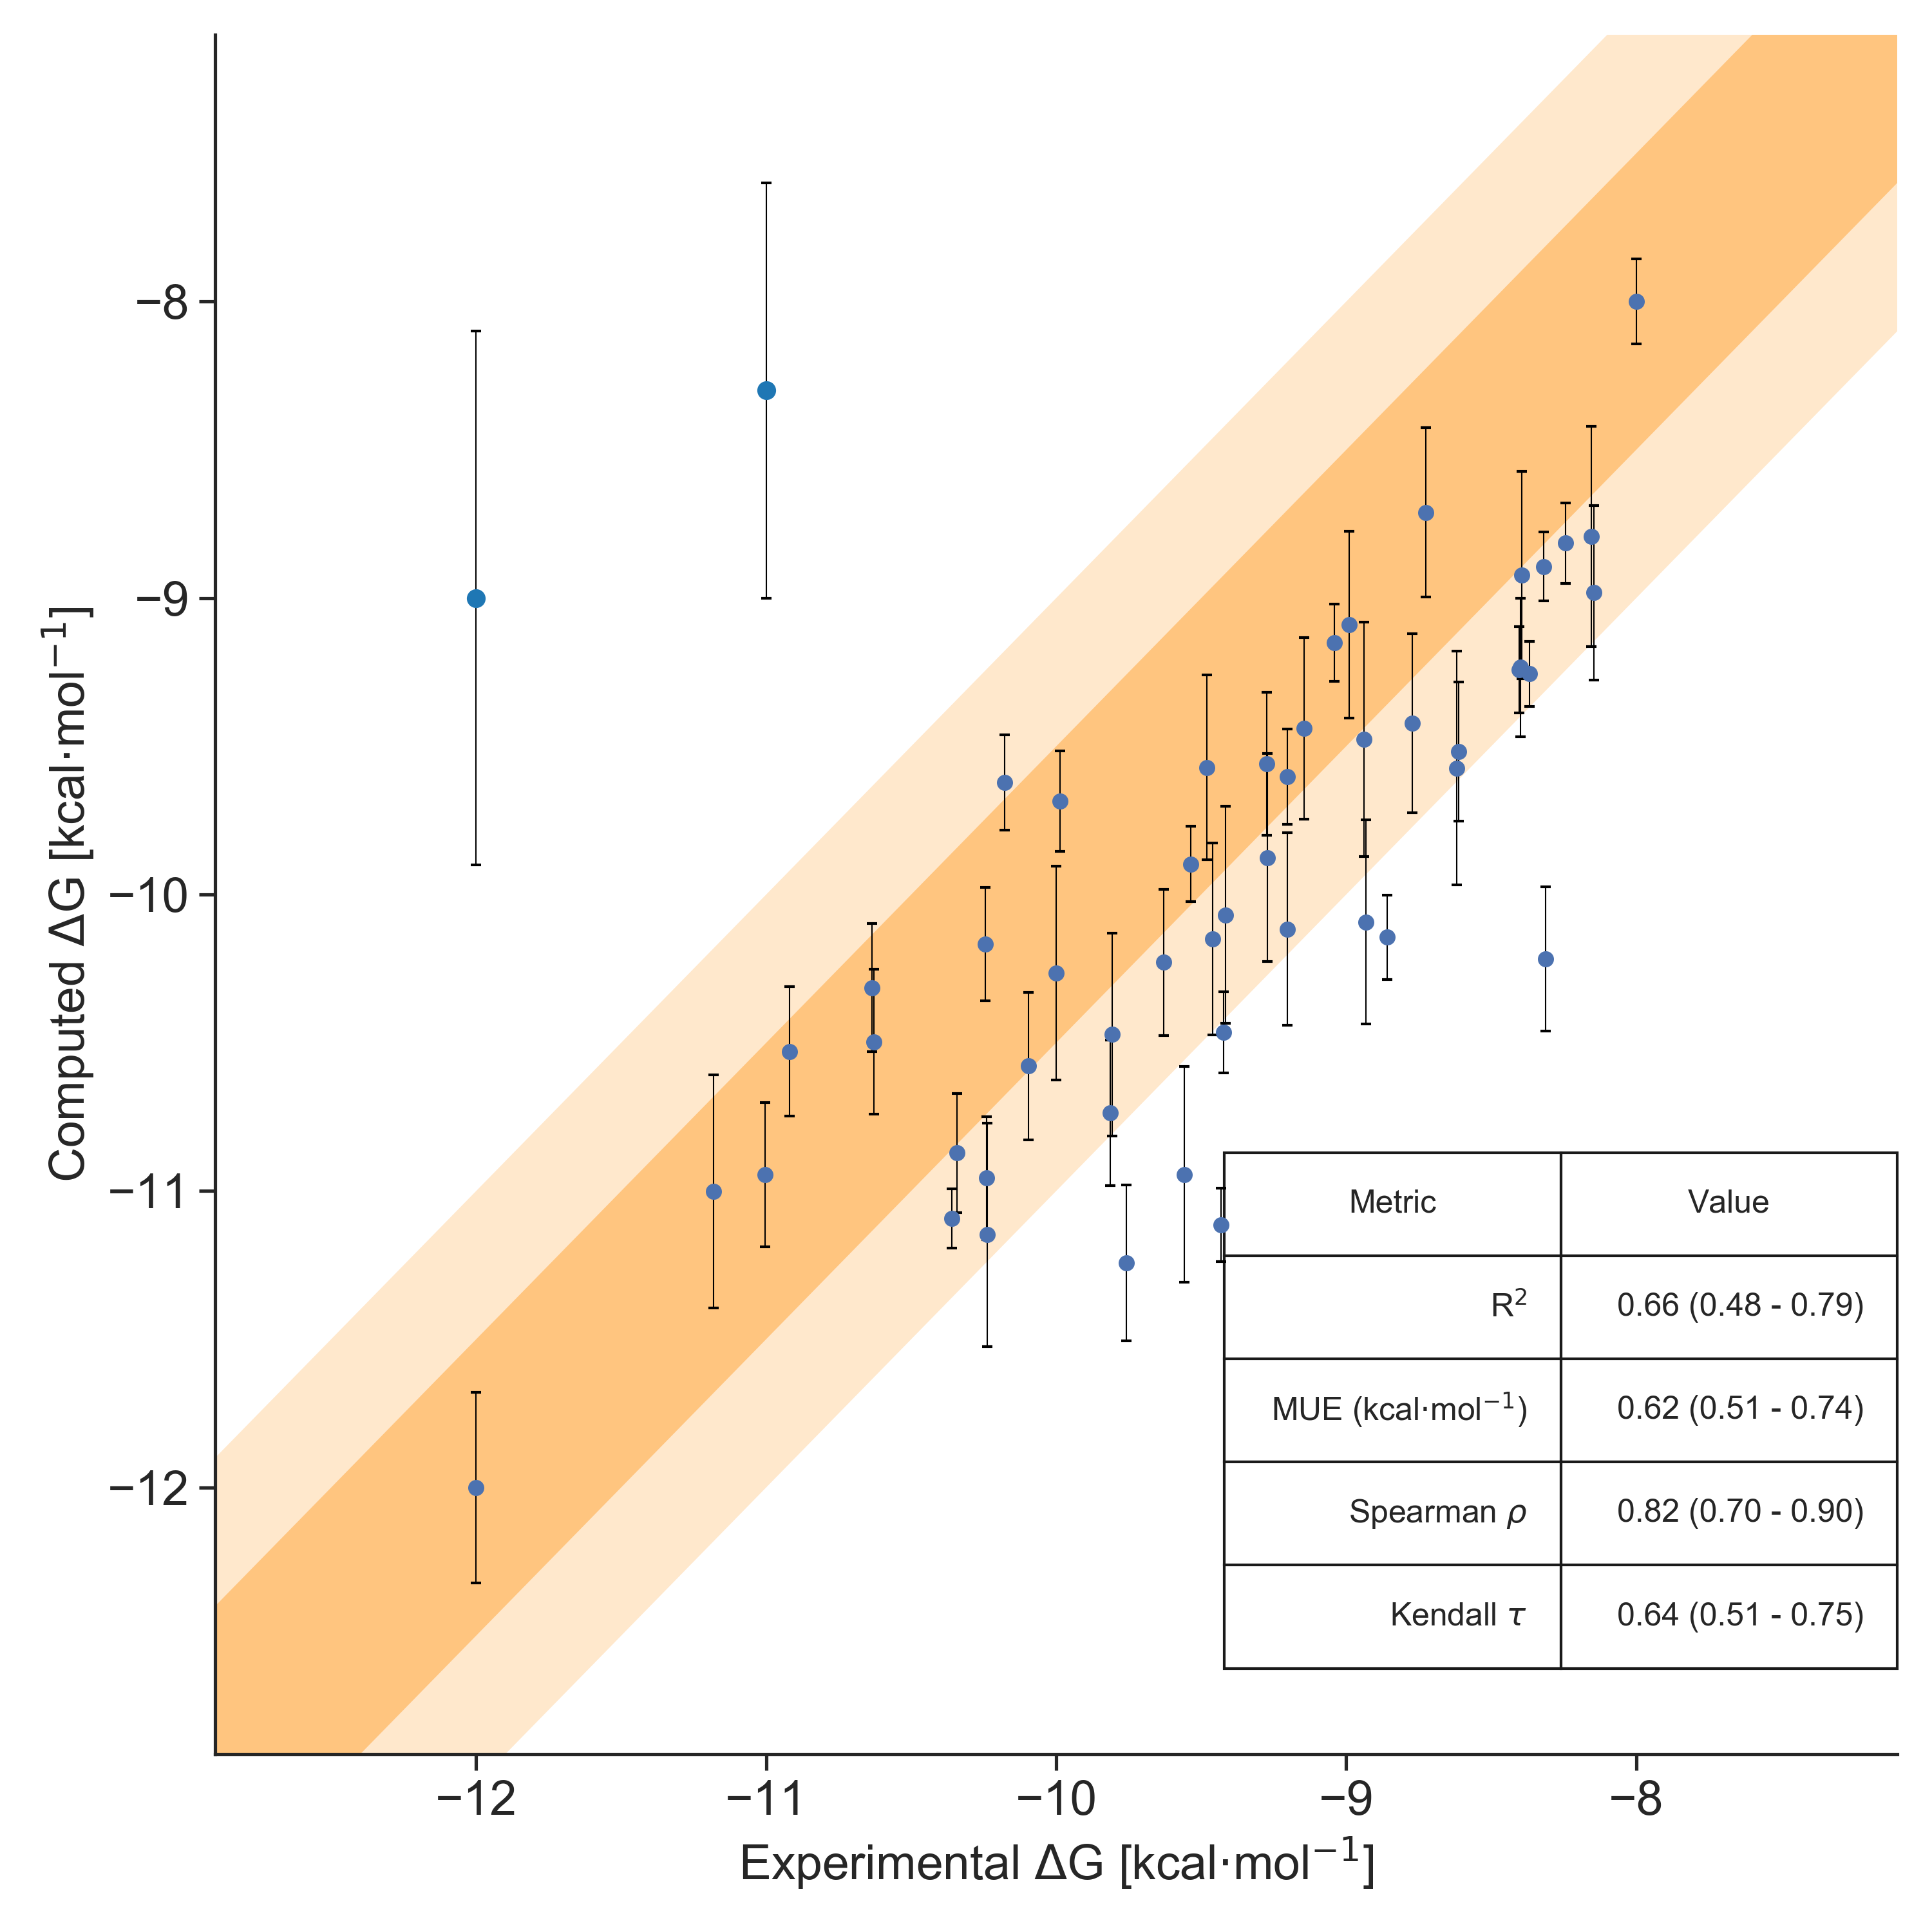 Computed ΔG [kcal·mol⁻¹]
−8
−9
−10
−11
−12
Metric Value
R² 0.66 (0.48 - 0.79)
MUE (kcal·mol⁻¹) 0.62 (0.51 - 0.74)
Spearman ρ 0.82 (0.70 - 0.90)
Kendall τ 0.64 (0.51 - 0.75)
−12 −11 −10 −9 −8
Experimental ΔG [kcal·mol⁻¹]